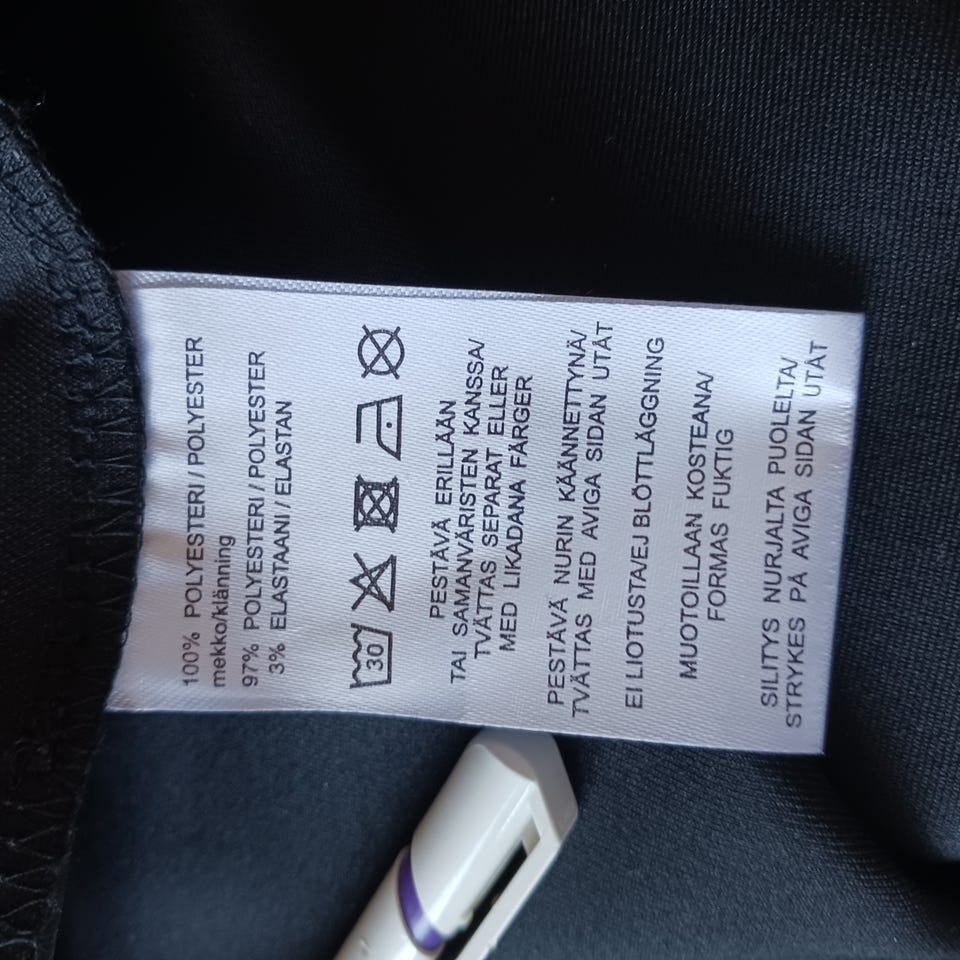 100% POLYESTERI / POLYESTER
mekko/klänning
97% POLYESTERI / POLYESTER
3% ELASTAANI / ELASTAN
30
PESTÄVÄ ERILLÄÄN
TAI SAMANVÄRISTEN KANSSA/
TVÄTTAS SEPARAT ELLER
MED LIKADANA FÄRGER
PESTÄVÄ NURIN KÄÄNNETTYNÄ/
TVÄTTAS MED AVIGA SIDAN UTÅT
EI LIOTUSTA/EJ BLÖTTLÄGGNING
MUOTOILLAAN KOSTEANA/
FORMAS FUKTIG
SILITYS NURJALTA PUOLELTA/
STRYKES PÅ AVIGA SIDAN UTÅT